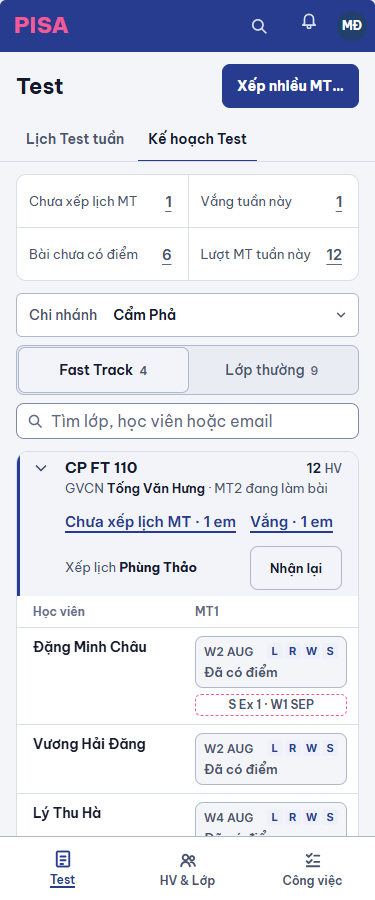 PISA
MĐ
Test
Xếp nhiều MT...
Lịch Test tuần
Kế hoạch Test
Chưa xếp lịch MT 1
Vắng tuần này 1
Bài chưa có điểm 6
Lượt MT tuần này 12
Chi nhánh Cẩm Phả
Fast Track 4
Lớp thường 9
Tìm lớp, học viên hoặc email
CP FT 110 12 HV
GVCN Tống Văn Hưng · MT2 đang làm bài
Chưa xếp lịch MT · 1 em Vắng · 1 em
Xếp lịch Phùng Thảo Nhận lại
Học viên MT1
Đặng Minh Châu W2 AUG L R W S
Đã có điểm
S Ex 1 · W1 SEP
Vương Hải Đăng W2 AUG L R W S
Đã có điểm
Lý Thu Hà W4 AUG L R W S
Đã có điểm
Test
HV & Lớp
Công việc